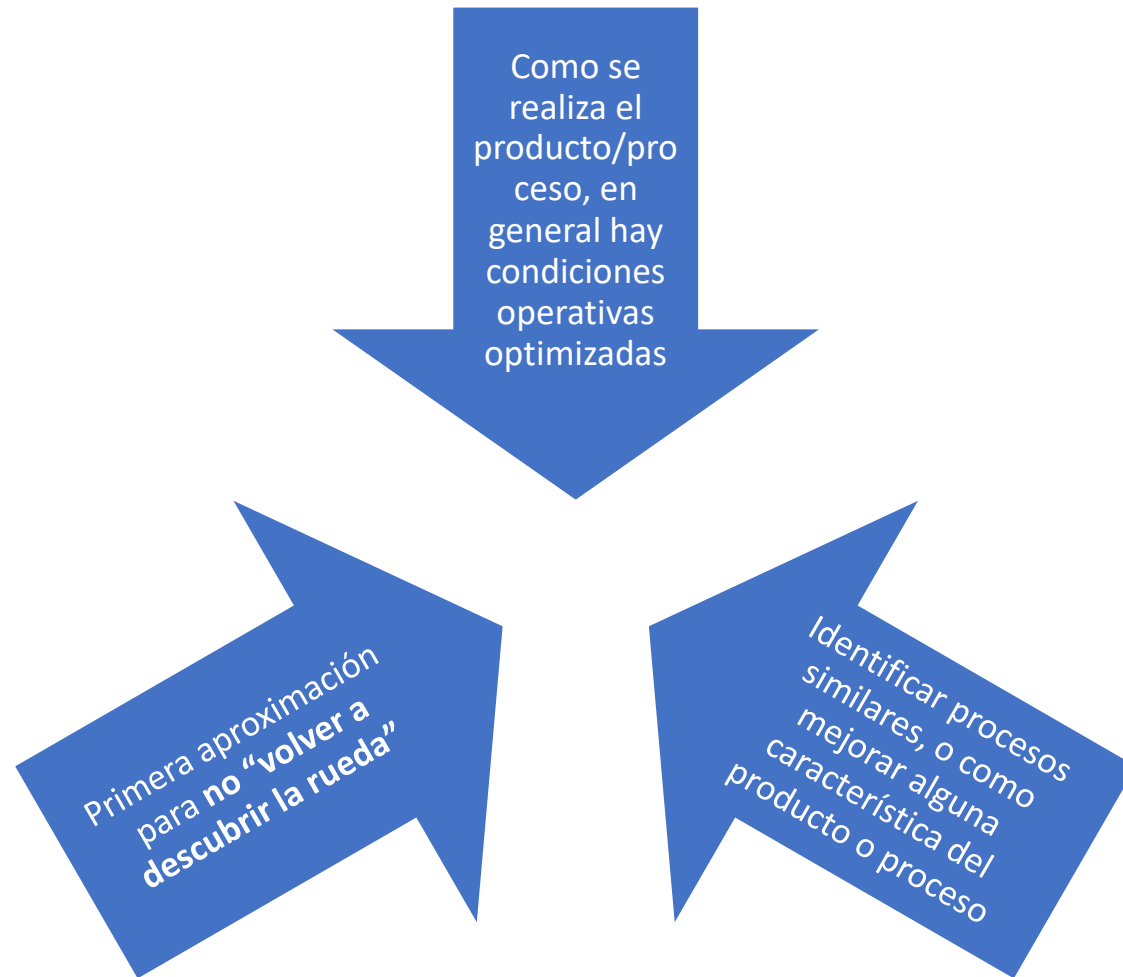 Como se
realiza el
producto/pro
ceso, en
general hay
condiciones
operativas
optimizadas
Primera aproximación
para no “volver a
descubrir la rueda”
Identificar procesos
similares, o como
mejorar alguna
característica del
producto o proceso